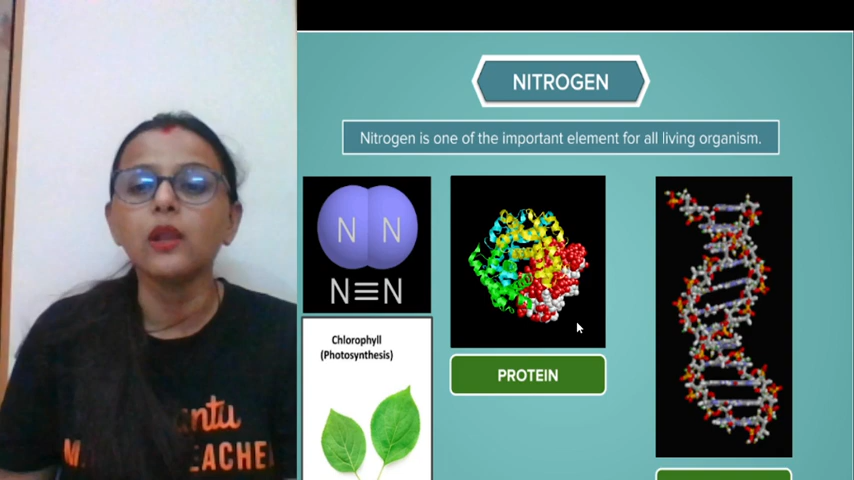 NITROGEN
Nitrogen is one of the important element for all living organism.
N N
N≡N
Chlorophyll
(Photosynthesis)
PROTEIN